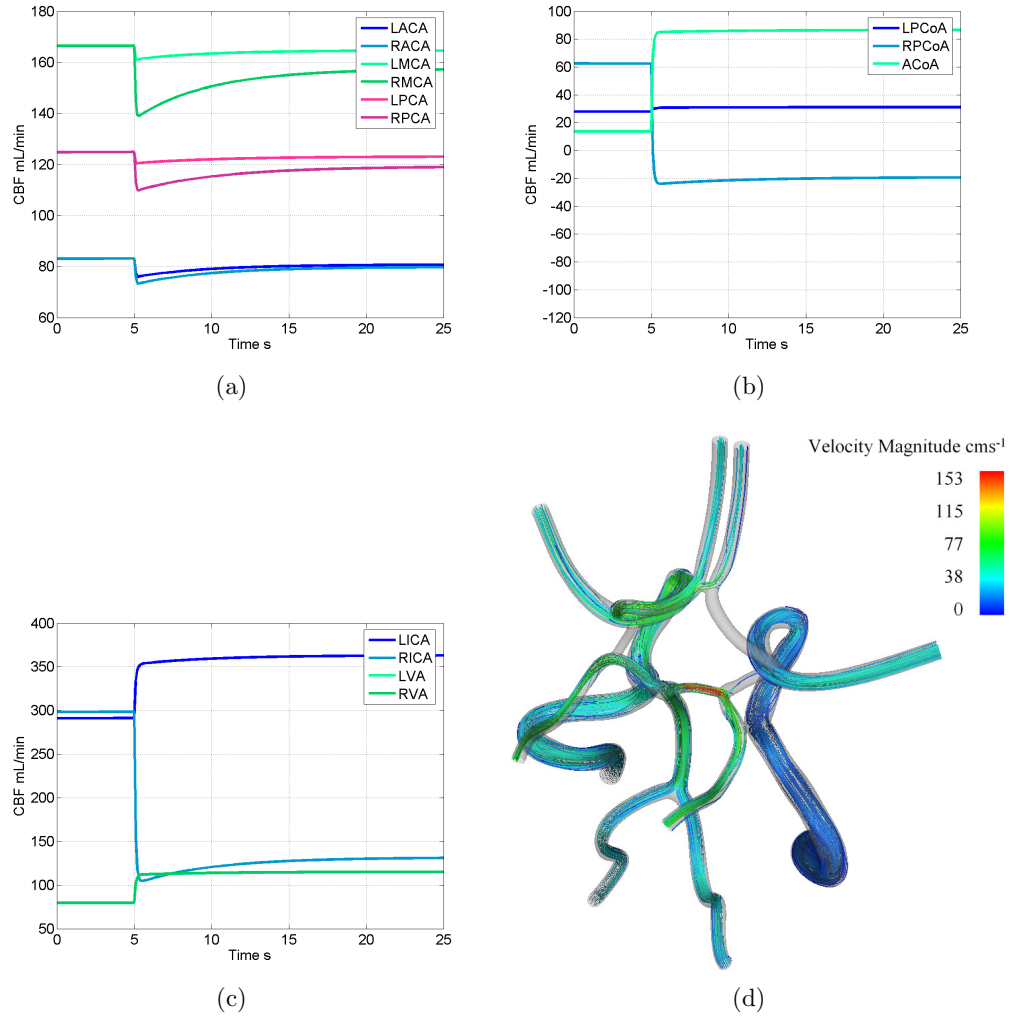 180
160
140
120
100
80
60
CBF mL/min
0 5 10 15 20 25
Time s
LACA
RACA
LMCA
RMCA
LPCA
RPCA
(a)
100
80
60
40
20
0
-20
-40
-60
-80
-100
-120
CBF mL/min
0 5 10 15 20 25
Time s
LPCoA
RPCoA
ACoA
(b)
400
350
300
250
200
150
100
50
CBF mL/min
0 5 10 15 20 25
Time s
LICA
RICA
LVA
RVA
(c)
Velocity Magnitude cms-1
153
115
77
38
0
(d)